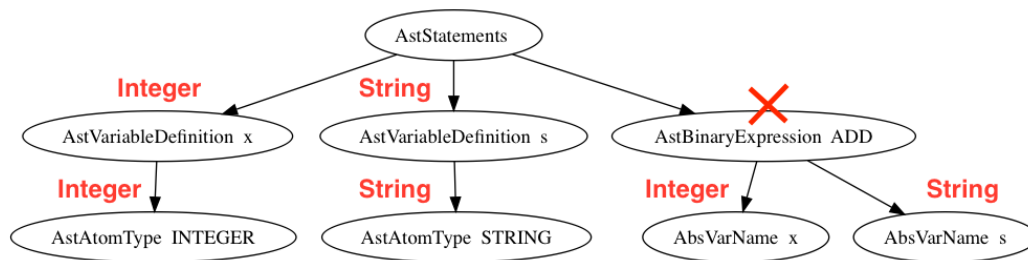 AstStatements
Integer
String
AstVariableDefinition x
AstVariableDefinition s
AstBinaryExpression ADD
Integer
String
Integer
String
AstAtomType INTEGER
AstAtomType STRING
AbsVarName x
AbsVarName s